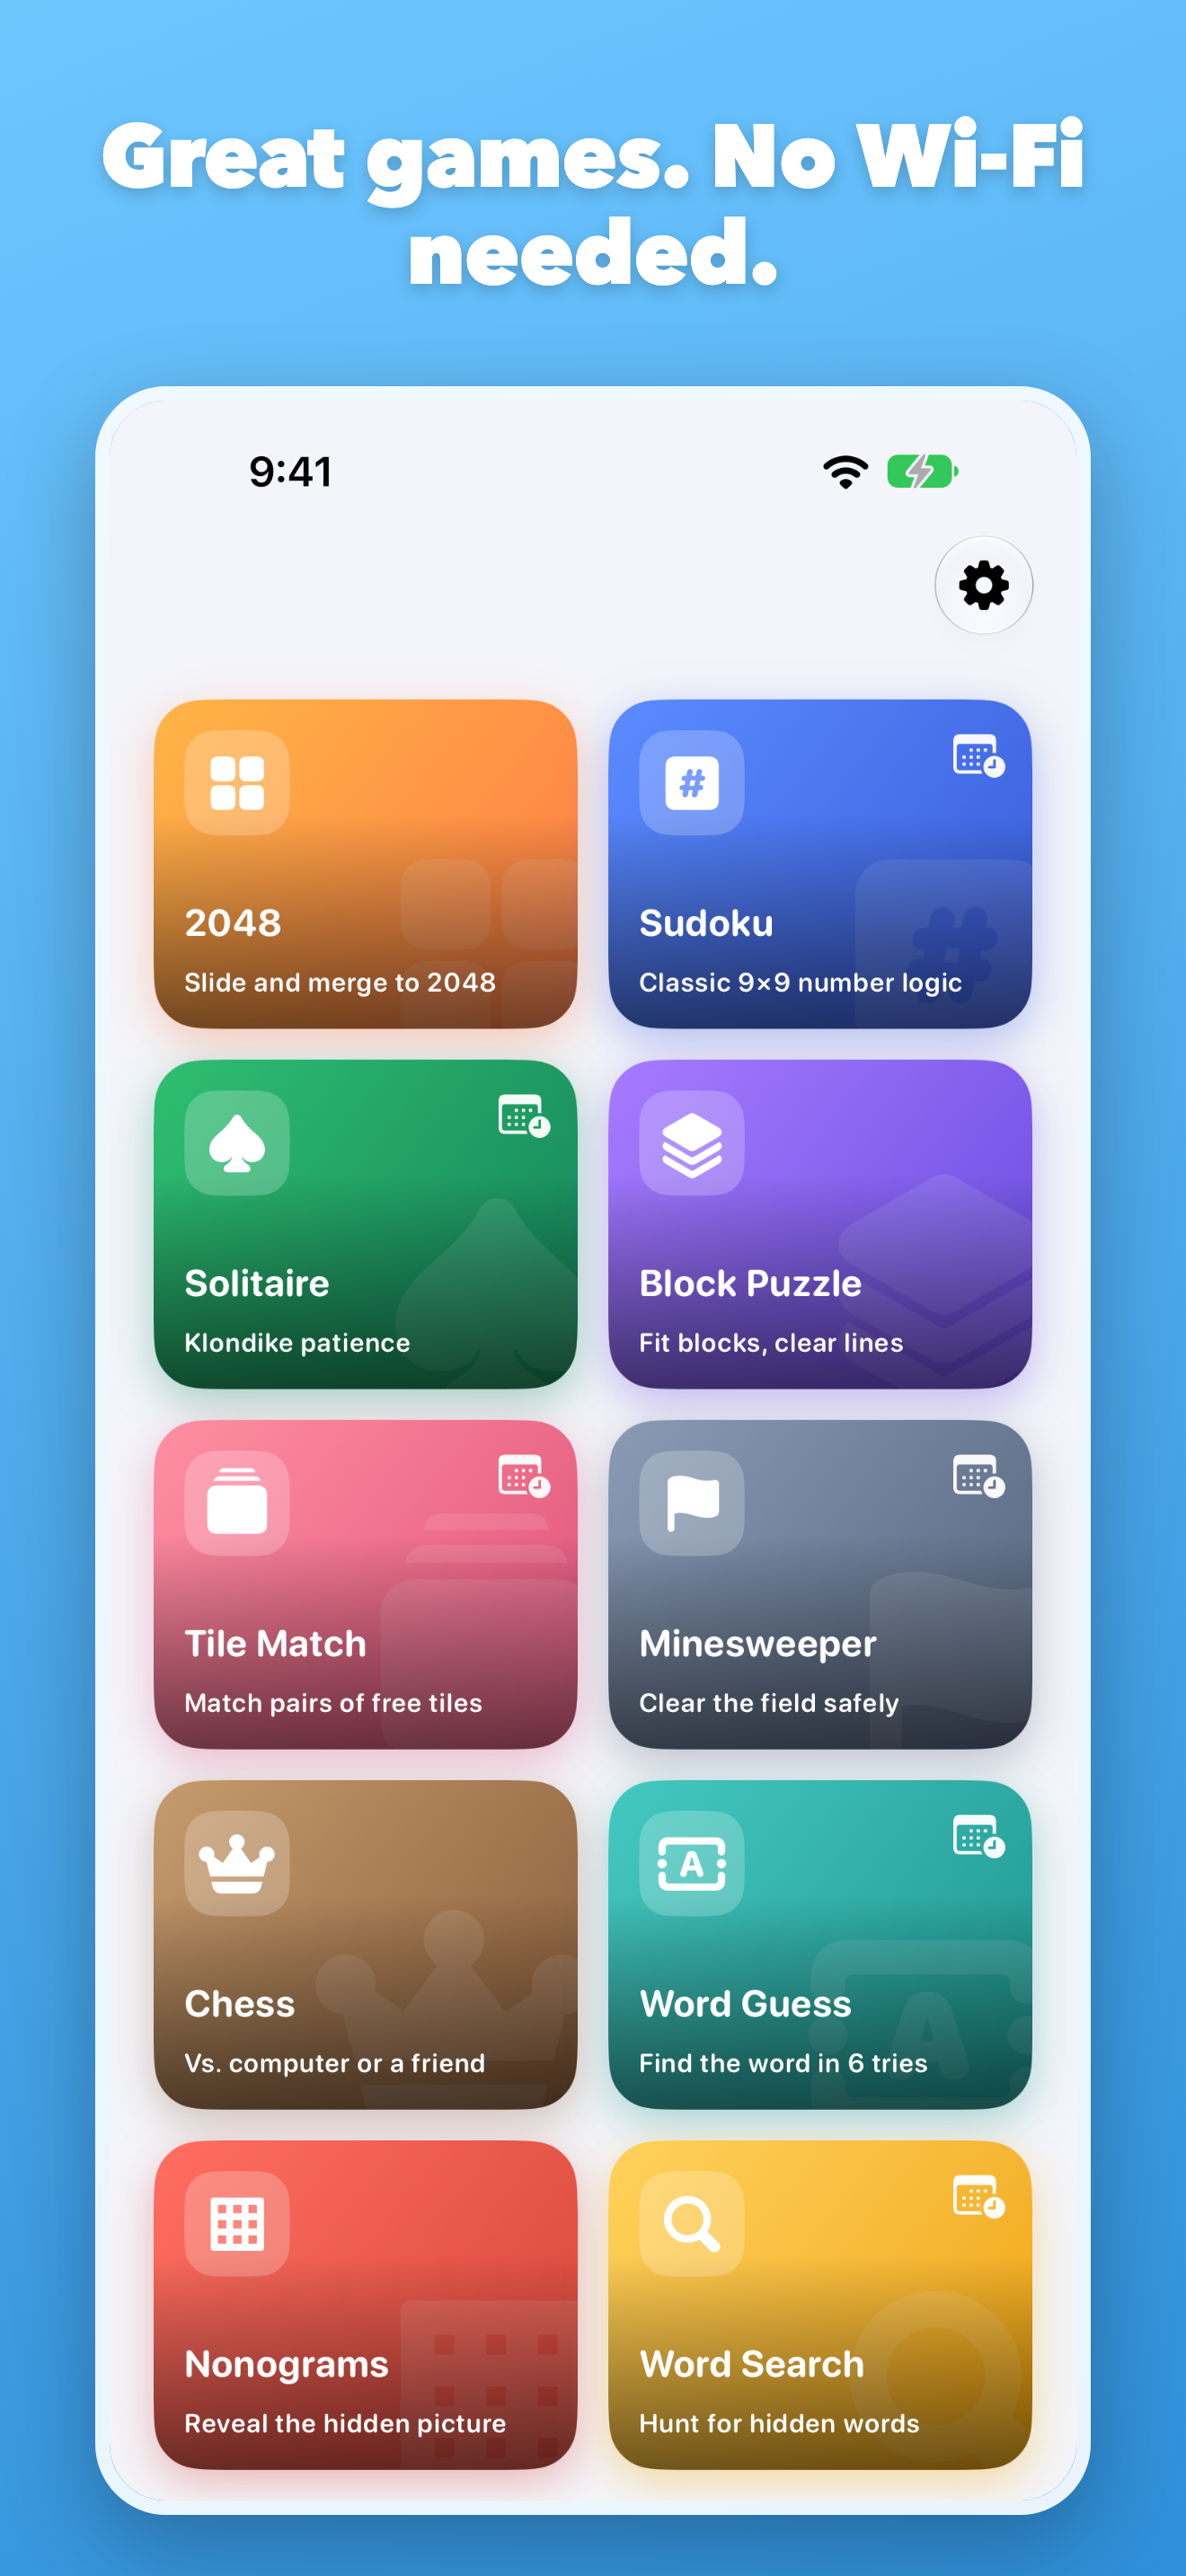 Great games. No Wi-Fi
needed.
9:41
2048
Slide and merge to 2048
#
Sudoku
Classic 9×9 number logic
Solitaire
Klondike patience
Block Puzzle
Fit blocks, clear lines
Tile Match
Match pairs of free tiles
Minesweeper
Clear the field safely
Chess
Vs. computer or a friend
A
Word Guess
Find the word in 6 tries
Nonograms
Reveal the hidden picture
Word Search
Hunt for hidden words